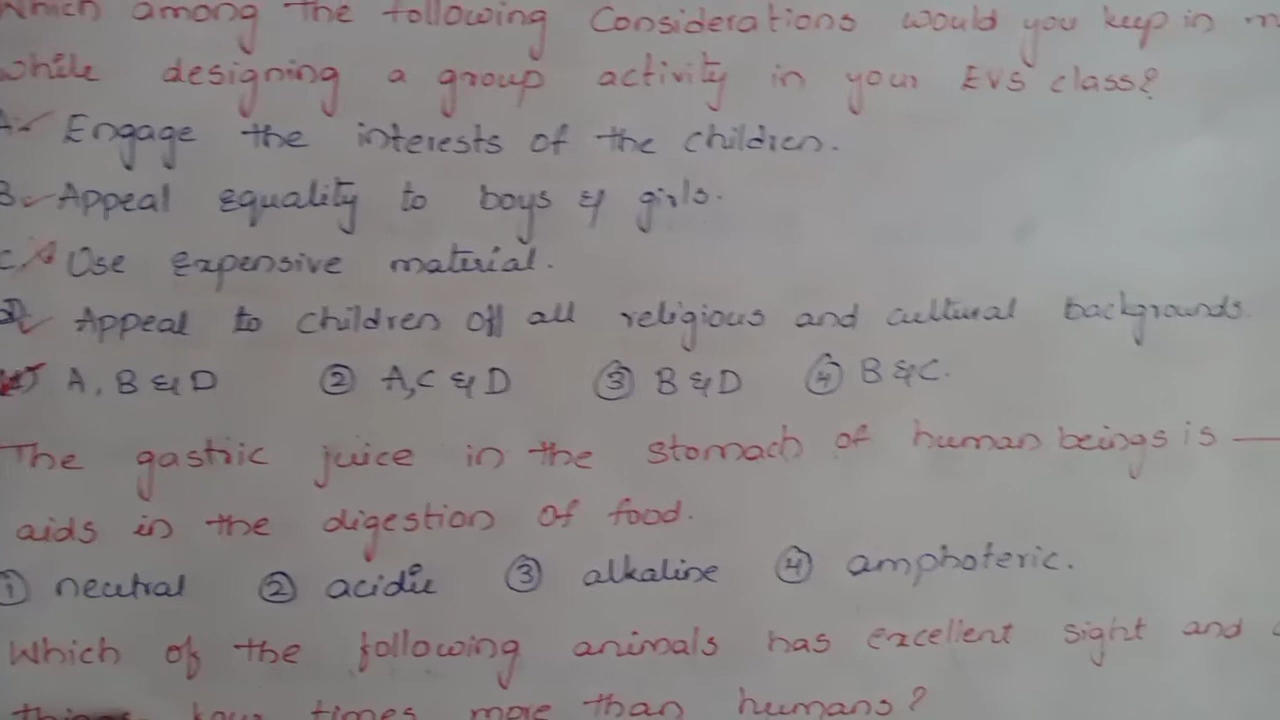 Which among the following Considerations would you keep in
while designing a group activity in your EVS class?
A. Engage the interests of the children.
B. Appeal equality to boys & girls.
C. Use expensive material.
D Appeal to children off all religious and cultural backgrounds.
A, B & D ② A,C & D ③ B & D ④ B & C.
The gastric juice in the stomach of human beings is —
aids in the digestion of food.
① neutral ② acidic ③ alkaline ④ amphoteric.
Which of the following animals has excellent sight and
four times more than humans?